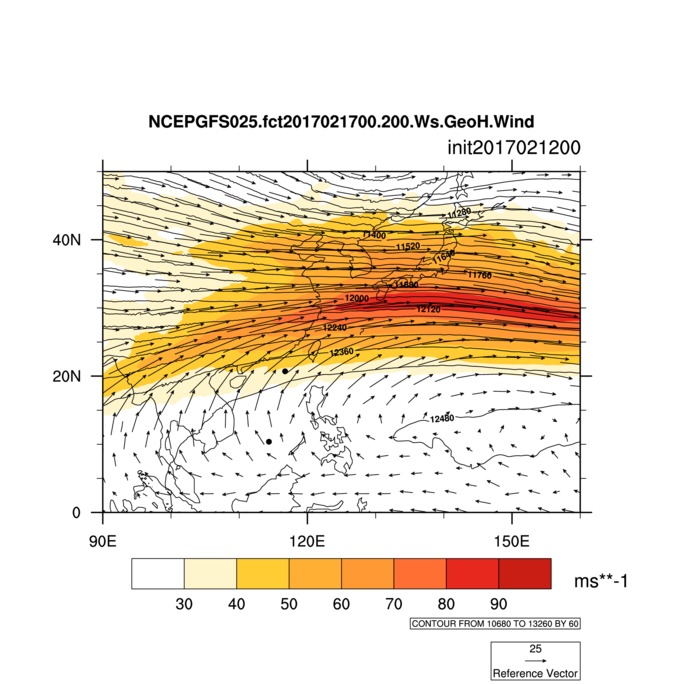 NCEPGFS025.fct2017021700.200.Ws.GeoH.Wind
init2017021200
40N
20N
0
11280
11400
11520
11640
11760
11880
12000
12120
12240
12360
12480
90E 120E 150E
30 40 50 60 70 80 90
ms**-1
CONTOUR FROM 10680 TO 13260 BY 60
25
Reference Vector